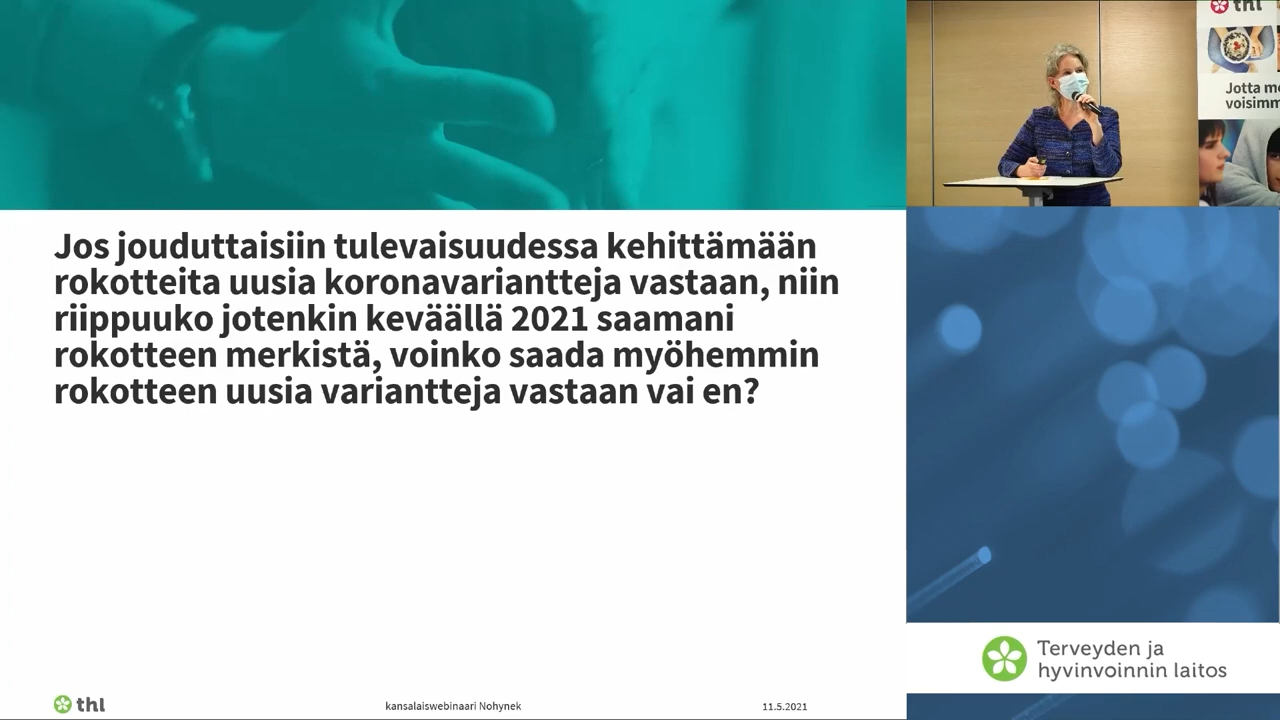 Jos jouduttaisiin tulevaisuudessa kehittämään
rokotteita uusia koronavariantteja vastaan, niin
riippuuko jotenkin keväällä 2021 saamani
rokotteen merkistä, voinko saada myöhemmin
rokotteen uusia variantteja vastaan vai en?
thl
kansalaiswebinaari Nohynek
11.5.2021
thl
Jotta
voisimm
Terveyden ja
hyvinvoinnin laitos